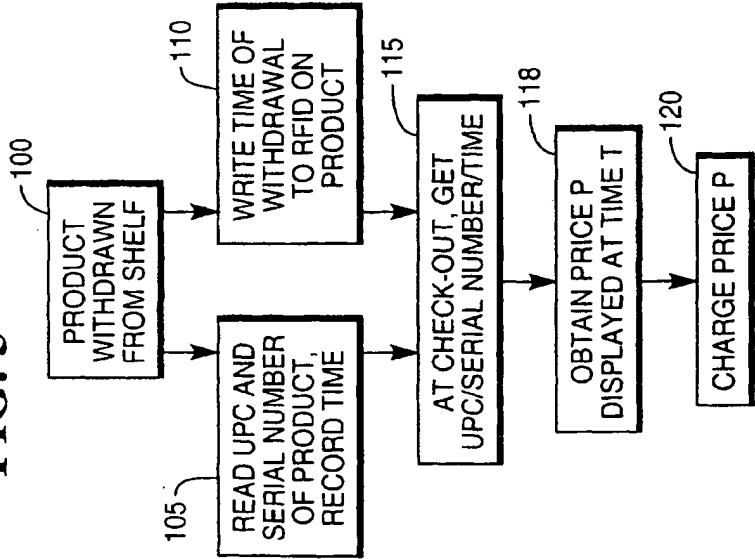 FIG.
100
PRODUCT
WITHDRAWN
FROM SHELF
105
READ UPC AND
SERIAL NUMBER
OF PRODUCT,
RECORD TIME
110
WRITE TIME OF
WITHDRAWAL
TO RFID ON
PRODUCT
115
AT CHECK-OUT, GET
UPC/SERIAL NUMBER/TIME
118
OBTAIN PRICE P
DISPLAYED AT TIME T
120
CHARGE PRICE P